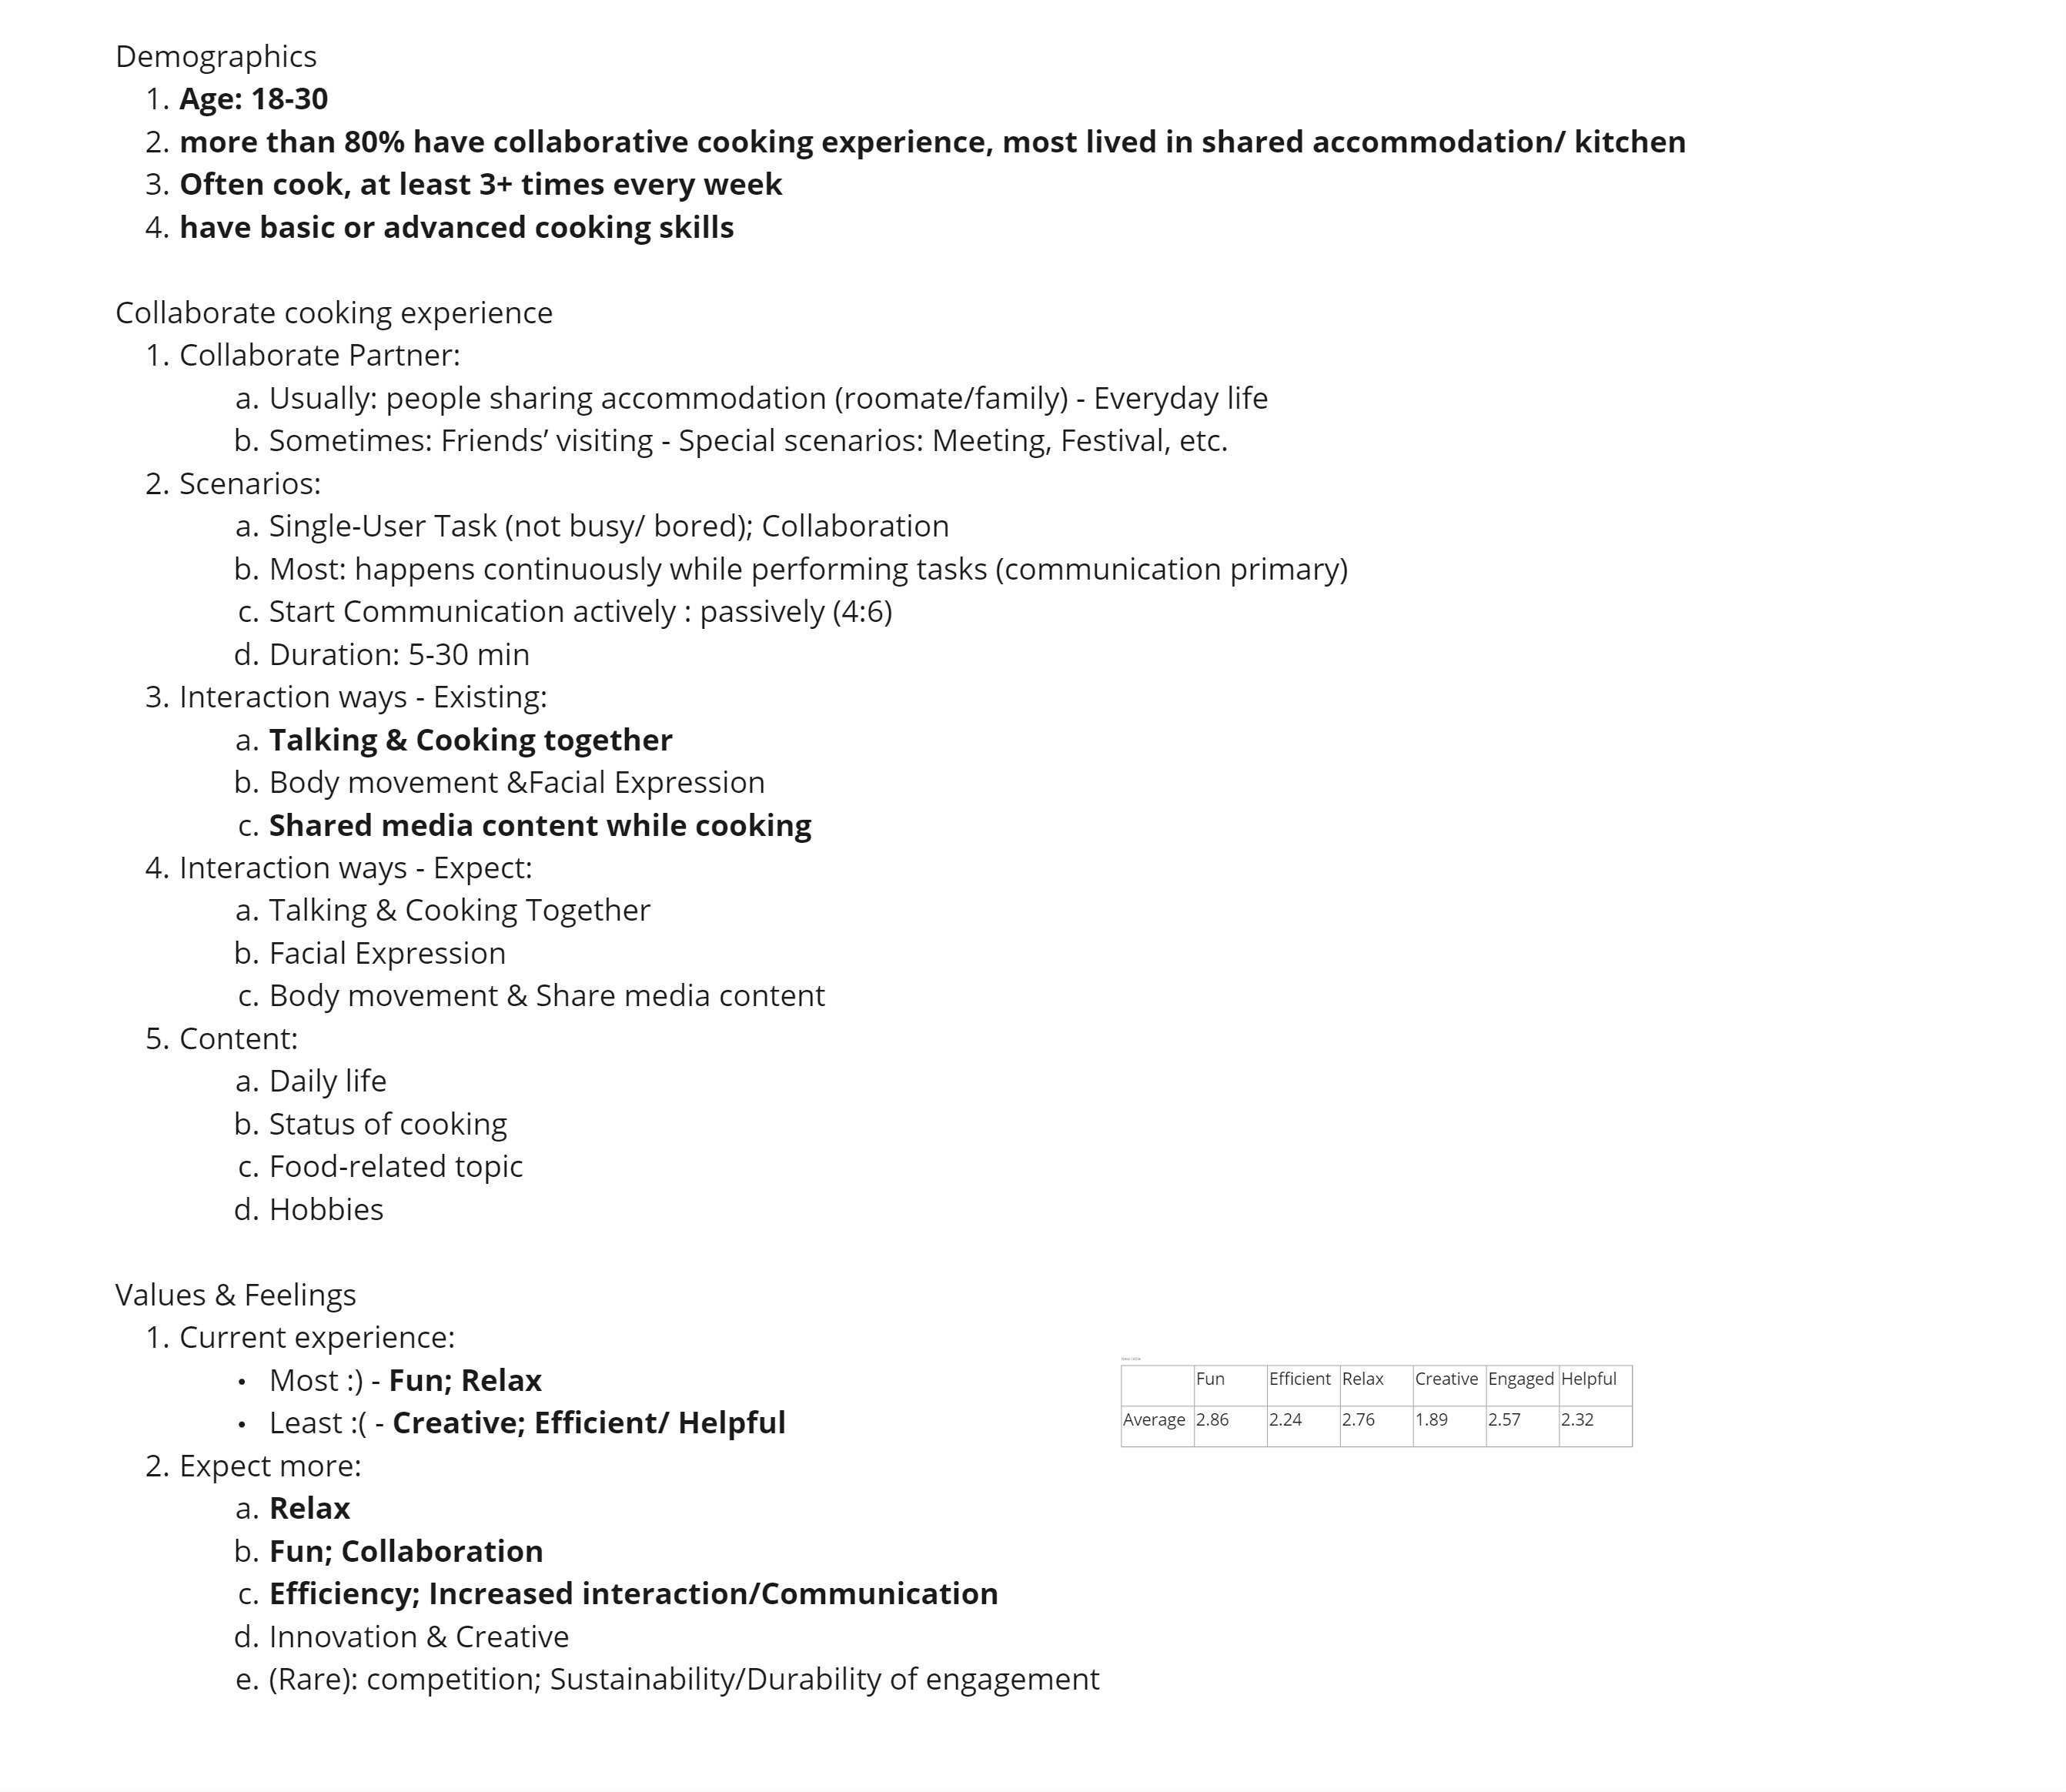 Demographics
1. Age: 18-30
2. more than 80% have collaborative cooking experience, most lived in shared accommodation/ kitchen
3. Often cook, at least 3+ times every week
4. have basic or advanced cooking skills
Collaborate cooking experience
1. Collaborate Partner:
a. Usually: people sharing accommodation (roomate/family) - Everyday life
b. Sometimes: Friends’ visiting - Special scenarios: Meeting, Festival, etc.
2. Scenarios:
a. Single-User Task (not busy/ bored); Collaboration
b. Most: happens continuously while performing tasks (communication primary)
c. Start Communication actively : passively (4:6)
d. Duration: 5-30 min
3. Interaction ways - Existing:
a. Talking & Cooking together
b. Body movement &Facial Expression
c. Shared media content while cooking
4. Interaction ways - Expect:
a. Talking & Cooking Together
b. Facial Expression
c. Body movement & Share media content
5. Content:
a. Daily life
b. Status of cooking
c. Food-related topic
d. Hobbies
Values & Feelings
1. Current experience:
• Most :) - Fun; Relax
• Least :( - Creative; Efficient/ Helpful
Fun Efficient Relax Creative Engaged Helpful
Average 2.86 2.24 2.76 1.89 2.57 2.32
2. Expect more:
a. Relax
b. Fun; Collaboration
c. Efficiency; Increased interaction/Communication
d. Innovation & Creative
e. (Rare): competition; Sustainability/Durability of engagement